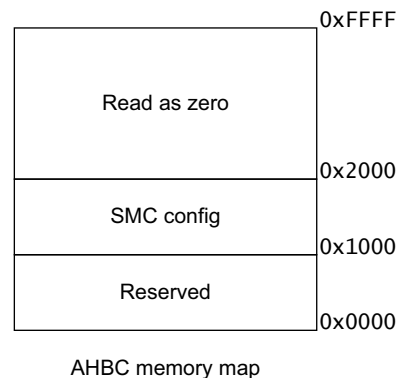 0xFFFF
Read as zero
0x2000
SMC config
0x1000
Reserved
0x0000
AHBC memory map